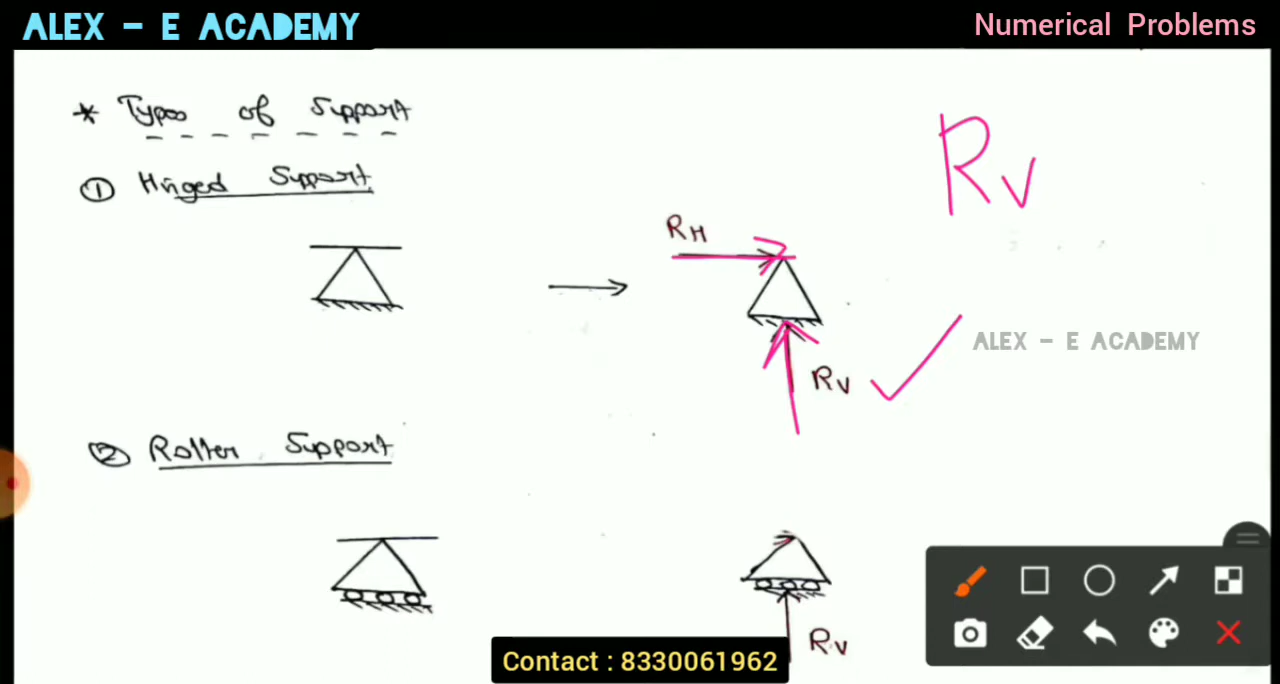 ALEX - E ACADEMY
Numerical Problems
* Types of Support
① Hinged Support
RH
RV
RV
ALEX - E ACADEMY
② Roller Support
RV
Contact : 8330061962